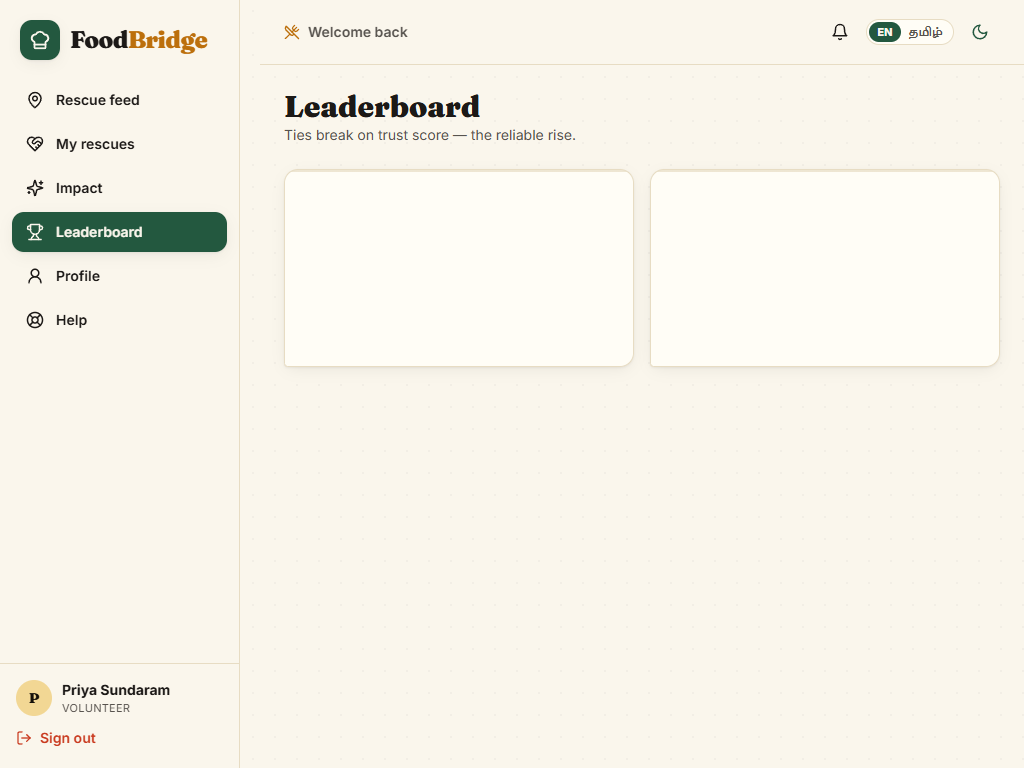 FoodBridge
Rescue feed
My rescues
Impact
Leaderboard
Profile
Help
P
Priya Sundaram
VOLUNTEER
Sign out
Welcome back
EN
தமிழ்
Leaderboard
Ties break on trust score — the reliable rise.